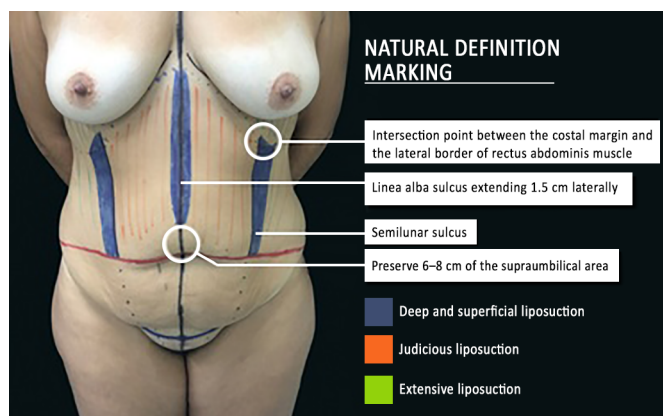 NATURAL DEFINITION
MARKING
Intersection point between the costal margin and
the lateral border of rectus abdominis muscle
Linea alba sulcus extending 1.5 cm laterally
Semilunar sulcus
Preserve 6–8 cm of the supraumbilical area
Deep and superficial liposuction
Judicious liposuction
Extensive liposuction